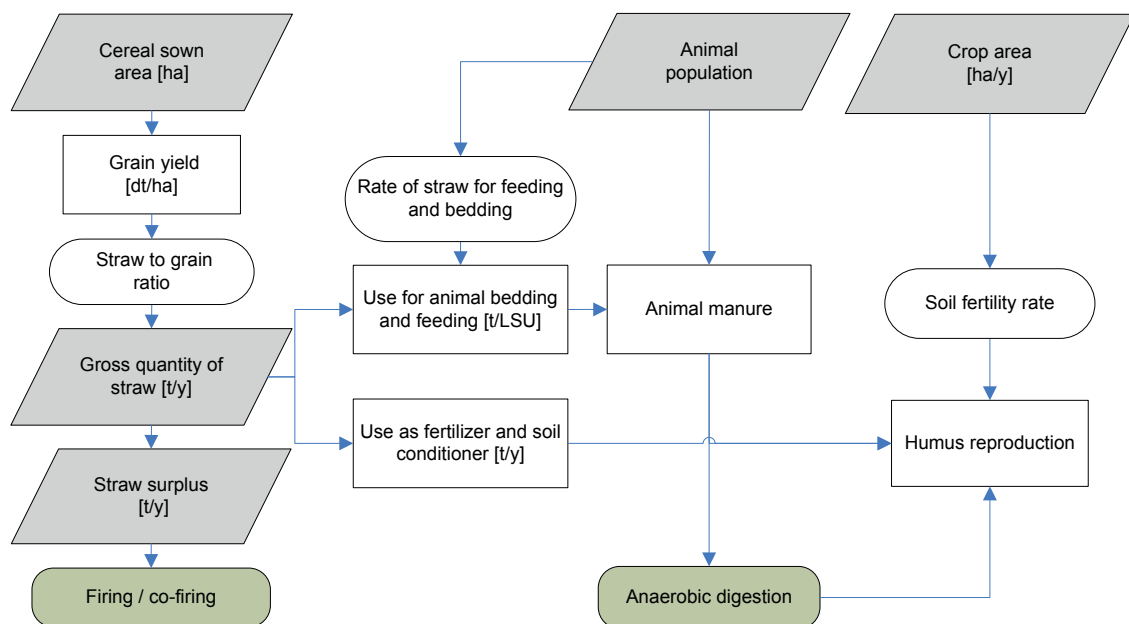 Cereal sown
area [ha]
Animal
population
Crop area
[ha/y]
Grain yield
[dt/ha]
Rate of straw for feeding
and bedding
Straw to grain
ratio
Use for animal bedding
and feeding [t/LSU]
Animal manure
Soil fertility rate
Gross quantity of
straw [t/y]
Use as fertilizer and soil
conditioner [t/y]
Humus reproduction
Straw surplus
[t/y]
Firing / co-firing
Anaerobic digestion